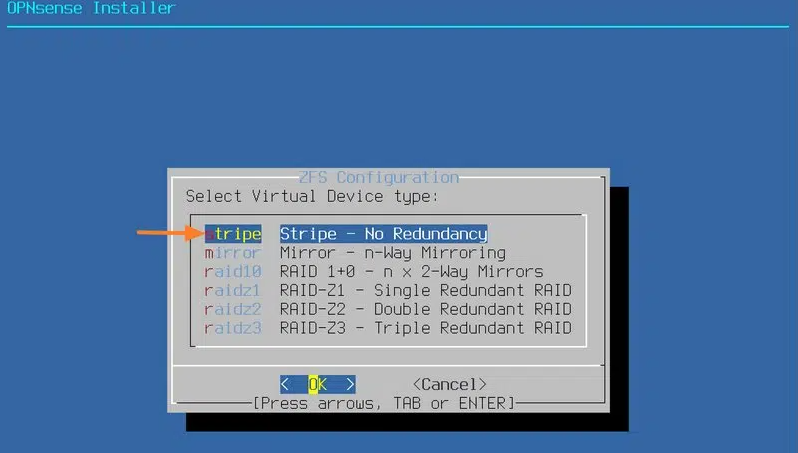 OPNsense Installer
ZFS Configuration
Select Virtual Device type:
stripe Stripe - No Redundancy
mirror Mirror - n-Way Mirroring
raid10 RAID 1+0 - n x 2-Way Mirrors
raidz1 RAID-Z1 - Single Redundant RAID
raidz2 RAID-Z2 - Double Redundant RAID
raidz3 RAID-Z3 - Triple Redundant RAID
< OK > <Cancel>
[Press arrows, TAB or ENTER]